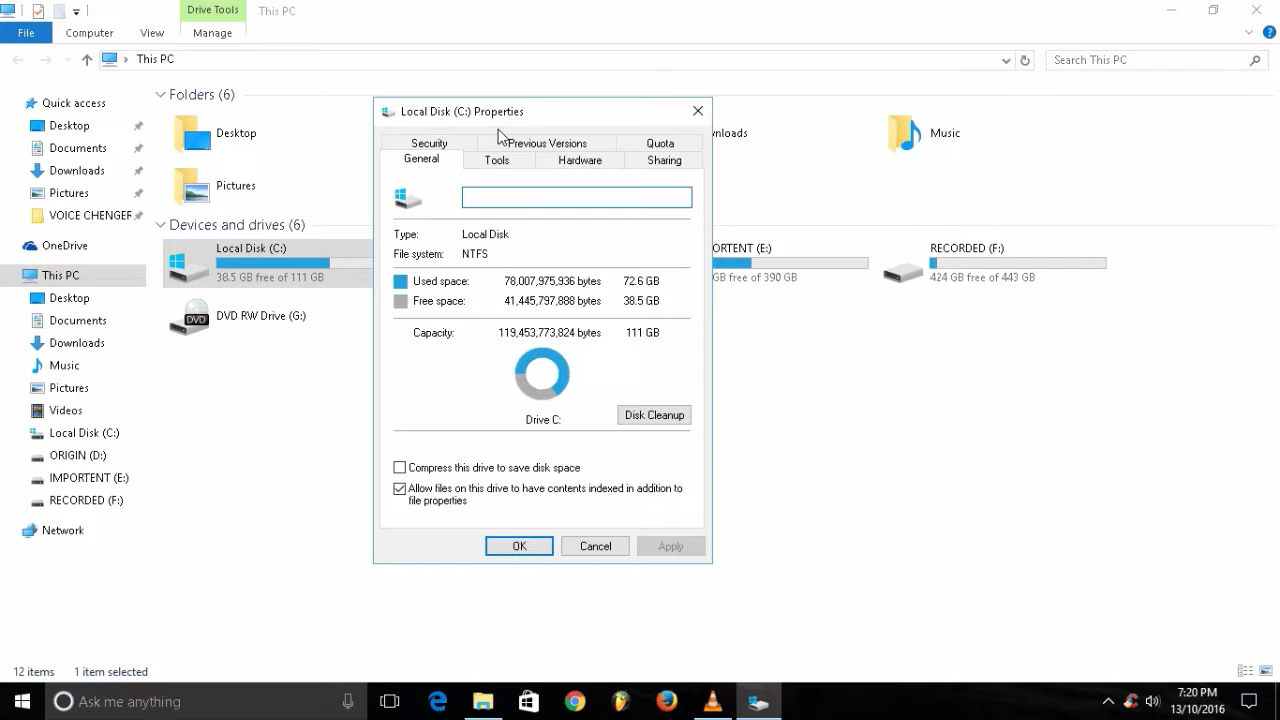 Drive Tools
This PC
File
Computer
View
Manage
This PC
Search This PC
Quick access
Desktop
Documents
Downloads
Pictures
VOICE CHENGER
OneDrive
This PC
Desktop
Documents
Downloads
Music
Pictures
Videos
Local Disk (C:)
ORIGIN (D:)
IMPORTENT (E:)
RECORDED (F:)
Network
Folders (6)
Desktop
Pictures
wnloads
Music
Devices and drives (6)
Local Disk (C:)
38.5 GB free of 111 GB
DVD
DVD RW Drive (G:)
ORTENT (E:)
GB free of 390 GB
RECORDED (F:)
424 GB free of 443 GB
Local Disk (C:) Properties
Security
Previous Versions
Quota
General
Tools
Hardware
Sharing
Type: Local Disk
File system: NTFS
Used space: 78,007,975,936 bytes 72.6 GB
Free space: 41,445,797,888 bytes 38.5 GB
Capacity: 119,453,773,824 bytes 111 GB
Drive C:
Disk Cleanup
Compress this drive to save disk space
Allow files on this drive to have contents indexed in addition to
file properties
OK
Cancel
Apply
12 items
1 item selected
Ask me anything
7:20 PM
13/10/2016